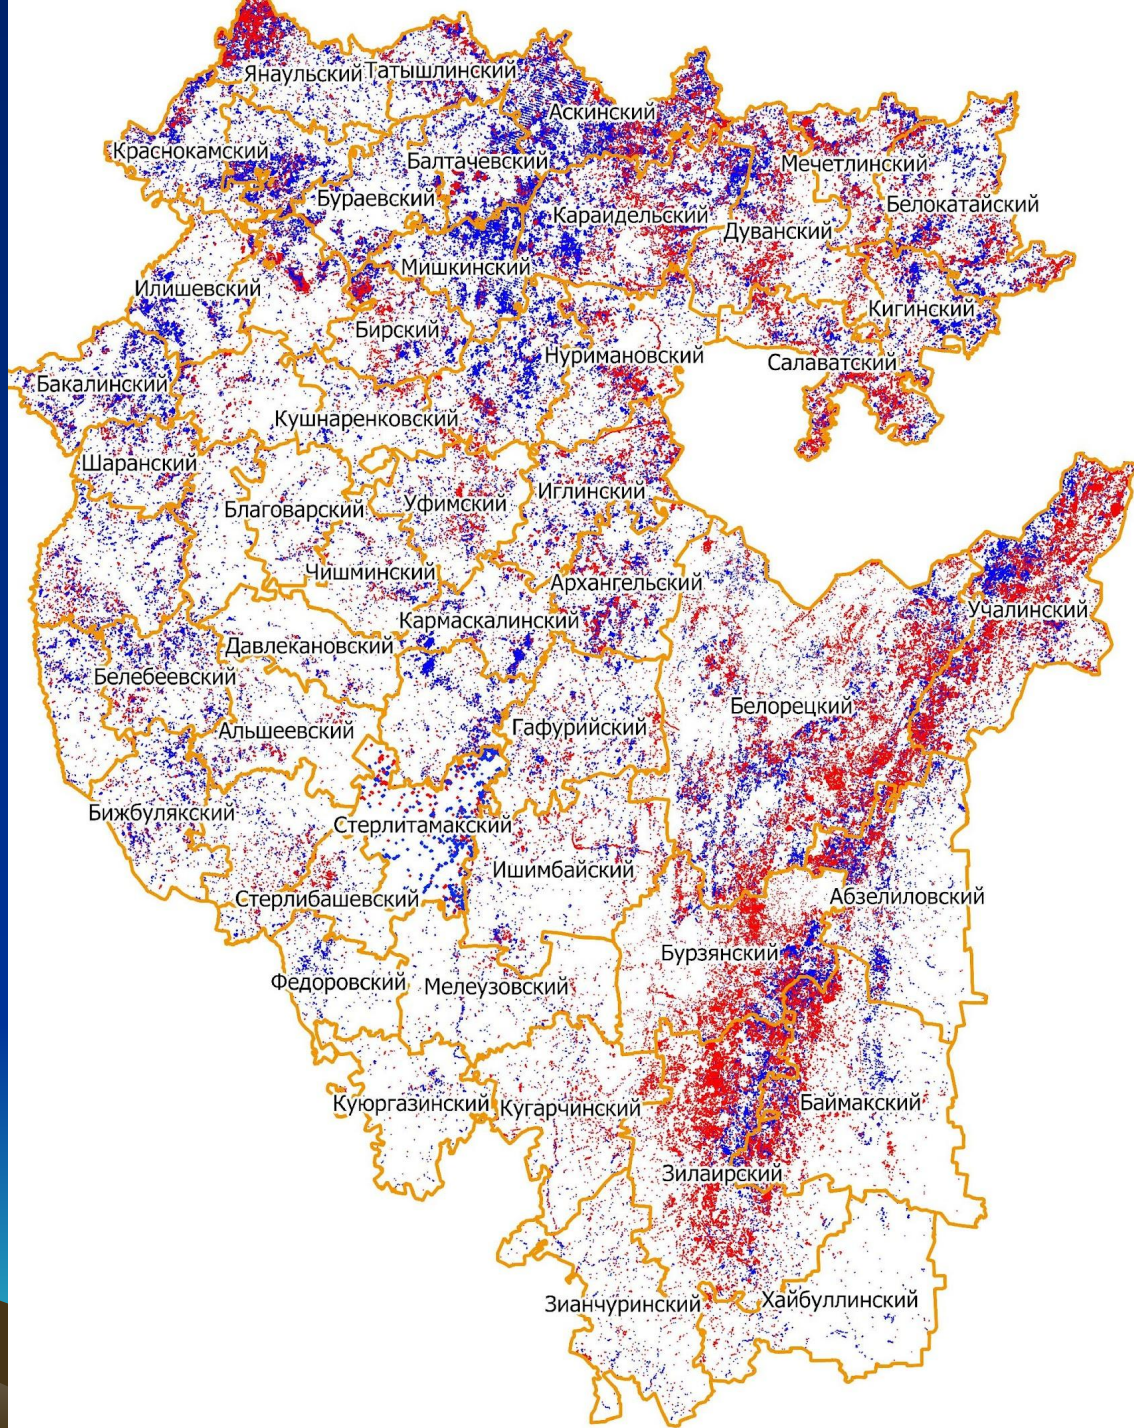 Янаульский
Татышлинский
Аскинский
Краснокамский
Балтачевский
Мечетлинский
Бураевский
Караидельский
Белокатайский
Дуванский
Мишкинский
Илишевский
Кигинский
Бирский
Нуримановский
Салаватский
Бакалинский
Кушнаренковский
Шаранский
Иглинский
Благоварский
Уфимский
Чишминский
Архангельский
Учалинский
Кармаскалинский
Давлекановский
Белебеевский
Белорецкий
Альшеевский
Гафурийский
Бижбулякский
Стерлитамакский
Ишимбайский
Стерлибашевский
Абзелиловский
Бурзянский
Федоровский
Мелеузовский
Куюргазинский
Кугарчинский
Баймакский
Зилаирский
Зианчуринский
Хайбуллинский